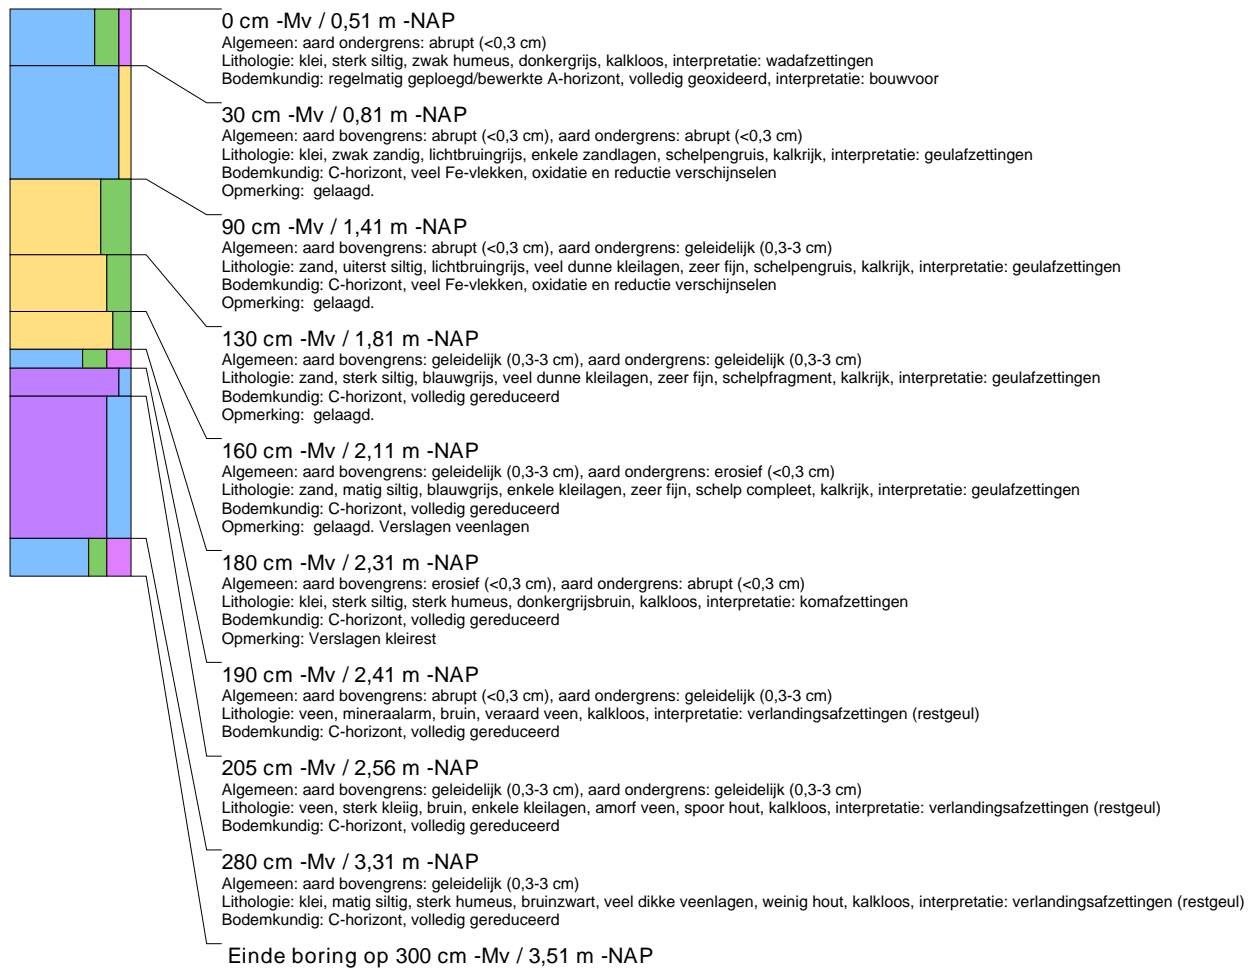 0 cm -Mv / 0,51 m -NAP
Algemeen: aard ondergrens: abrupt (<0,3 cm)
Lithologie: klei, sterk siltig, zwak humeus, donkergrijs, kalkloos, interpretatie: wadafzettingen
Bodemkundig: regelmatig geploegd/bewerkte A-horizont, volledig geoxideerd, interpretatie: bouwvoor
30 cm -Mv / 0,81 m -NAP
Algemeen: aard bovengrens: abrupt (<0,3 cm), aard ondergrens: abrupt (<0,3 cm)
Lithologie: klei, zwak zandig, lichtbruingrijs, enkele zandlagen, schelpengruis, kalkrijk, interpretatie: geulafzettingen
Bodemkundig: C-horizont, veel Fe-vlekken, oxidatie en reductie verschijnselen
Opmerking:  gelaagd.
90 cm -Mv / 1,41 m -NAP
Algemeen: aard bovengrens: abrupt (<0,3 cm), aard ondergrens: geleidelijk (0,3-3 cm)
Lithologie: zand, uiterst siltig, lichtbruingrijs, veel dunne kleilagen, zeer fijn, schelpengruis, kalkrijk, interpretatie: geulafzettingen
Bodemkundig: C-horizont, veel Fe-vlekken, oxidatie en reductie verschijnselen
Opmerking:  gelaagd.
130 cm -Mv / 1,81 m -NAP
Algemeen: aard bovengrens: geleidelijk (0,3-3 cm), aard ondergrens: geleidelijk (0,3-3 cm)
Lithologie: zand, sterk siltig, blauwgrijs, veel dunne kleilagen, zeer fijn, schelpfragment, kalkrijk, interpretatie: geulafzettingen
Bodemkundig: C-horizont, volledig gereduceerd
Opmerking:  gelaagd.
160 cm -Mv / 2,11 m -NAP
Algemeen: aard bovengrens: geleidelijk (0,3-3 cm), aard ondergrens: erosief (<0,3 cm)
Lithologie: zand, matig siltig, blauwgrijs, enkele kleilagen, zeer fijn, schelp compleet, kalkrijk, interpretatie: geulafzettingen
Bodemkundig: C-horizont, volledig gereduceerd
Opmerking:  gelaagd. Verslagen veenlagen
180 cm -Mv / 2,31 m -NAP
Algemeen: aard bovengrens: erosief (<0,3 cm), aard ondergrens: abrupt (<0,3 cm)
Lithologie: klei, sterk siltig, sterk humeus, donkergrijsbruin, kalkloos, interpretatie: komafzettingen
Bodemkundig: C-horizont, volledig gereduceerd
Opmerking: Verslagen kleirest
190 cm -Mv / 2,41 m -NAP
Algemeen: aard bovengrens: abrupt (<0,3 cm), aard ondergrens: geleidelijk (0,3-3 cm)
Lithologie: veen, mineraalarm, bruin, veraard veen, kalkloos, interpretatie: verlandingsafzettingen (restgeul)
Bodemkundig: C-horizont, volledig gereduceerd
205 cm -Mv / 2,56 m -NAP
Algemeen: aard bovengrens: geleidelijk (0,3-3 cm), aard ondergrens: geleidelijk (0,3-3 cm)
Lithologie: veen, sterk kleiig, bruin, enkele kleilagen, amorf veen, spoor hout, kalkloos, interpretatie: verlandingsafzettingen (restgeul)
Bodemkundig: C-horizont, volledig gereduceerd
280 cm -Mv / 3,31 m -NAP
Algemeen: aard bovengrens: geleidelijk (0,3-3 cm)
Lithologie: klei, matig siltig, sterk humeus, bruinzwart, veel dikke veenlagen, weinig hout, kalkloos, interpretatie: verlandingsafzettingen (restgeul)
Bodemkundig: C-horizont, volledig gereduceerd
Einde boring op 300 cm -Mv / 3,51 m -NAP